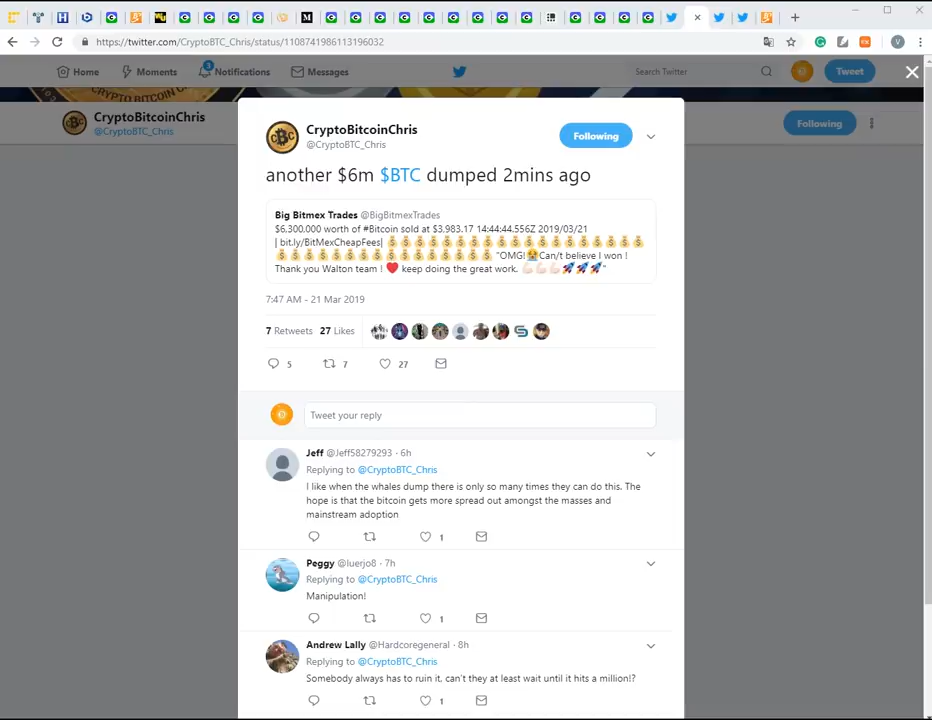 https://twitter.com/CryptoBTC_Chris/status/1108741986113196032
Home Moments 3 Notifications Messages Search Twitter Tweet
CRYPTO BITCOIN CHRIS
CryptoBitcoinChris
@CryptoBTC_Chris
Following
CryptoBitcoinChris
@CryptoBTC_Chris
Following
another $6m $BTC dumped 2mins ago
Big Bitmex Trades @BigBitmexTrades
$6,300,000 worth of #Bitcoin sold at $3,983.17 14:44:44.556Z 2019/03/21
| bit.ly/BitMexCheapFees| 💰💰💰💰💰💰💰💰💰💰💰💰💰💰💰💰💰💰💰
💰💰💰💰💰💰💰💰💰💰💰💰💰💰💰💰 "OMG!😭Can/t believe I won !
Thank you Walton team ! ❤️ keep doing the great work. 💪🏻💪🏻💪🏻🚀🚀🚀"
7:47 AM - 21 Mar 2019
7 Retweets 27 Likes
5 7 27
Tweet your reply
Jeff @Jeff58279293 · 6h
Replying to @CryptoBTC_Chris
I like when the whales dump there is only so many times they can do this. The
hope is that the bitcoin gets more spread out amongst the masses and
mainstream adoption
1
Peggy @luerjo8 · 7h
Replying to @CryptoBTC_Chris
Manipulation!
1
Andrew Lally @Hardcoregeneral · 8h
Replying to @CryptoBTC_Chris
Somebody always has to ruin it, can't they at least wait until it hits a million!?
1